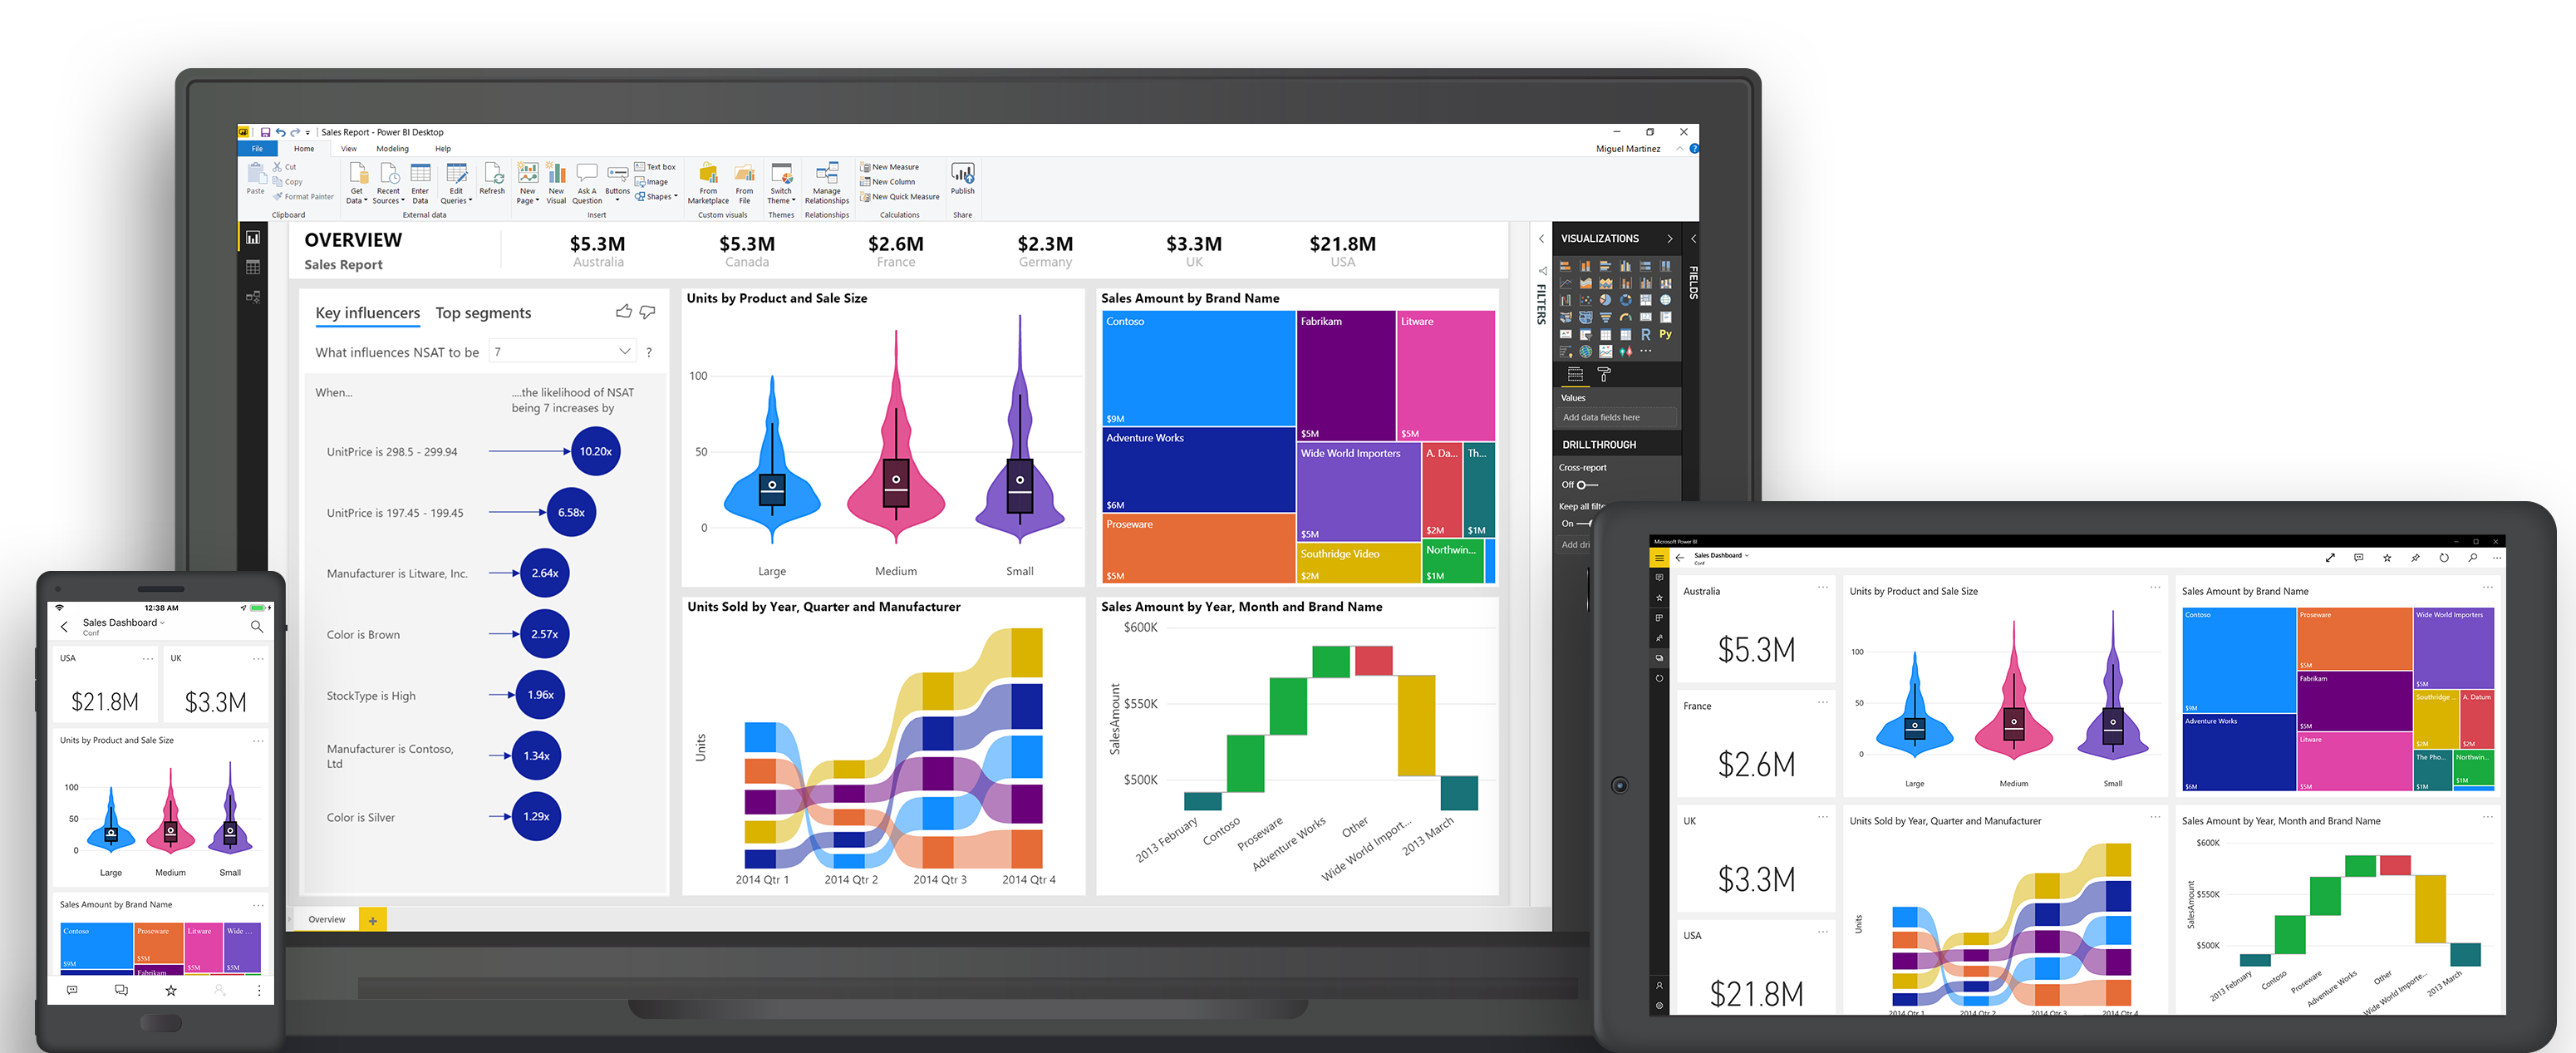 Sales Report - Power BI Desktop
File Home View Modeling Help
Miguel Martinez
Paste
Cut
Copy
Format Painter
Clipboard
Get Data
Recent Sources
Enter Data
Edit Queries
Refresh
External data
New Page
New Visual
Ask A Question
Buttons
Text box
Image
Shapes
Insert
From Marketplace
From File
Custom visuals
Switch Theme
Themes
Manage Relationships
Relationships
New Measure
New Column
New Quick Measure
Calculations
Publish
Share
OVERVIEW
Sales Report
$5.3M
Australia
$5.3M
Canada
$2.6M
France
$2.3M
Germany
$3.3M
UK
$21.8M
USA
Key influencers Top segments
What influences NSAT to be 7 ?
When...
....the likelihood of NSAT
being 7 increases by
UnitPrice is 298.5 - 299.94 10.20x
UnitPrice is 197.45 - 199.45 6.58x
Manufacturer is Litware, Inc. 2.64x
Color is Brown 2.57x
StockType is High 1.96x
Manufacturer is Contoso,
Ltd
1.34x
Color is Silver 1.29x
Units by Product and Sale Size
100
50
0
Large Medium Small
Sales Amount by Brand Name
Contoso
$9M
Adventure Works
$6M
Proseware
$5M
Fabrikam
$5M
Litware
$5M
Wide World Importers
$5M
A. Da...
$2M
Th...
$1M
Southridge Video
$2M
Northwin...
$1M
Units Sold by Year, Quarter and Manufacturer
Units
2014 Qtr 1 2014 Qtr 2 2014 Qtr 3 2014 Qtr 4
Sales Amount by Year, Month and Brand Name
SalesAmount
$600K
$550K
$500K
2013 February
Contoso
Proseware
Adventure Works
Other
Wide World Import...
2013 March
Overview +
FILTERS
VISUALIZATIONS
FIELDS
R Py
Values
Add data fields here
DRILLTHROUGH
Cross-report
Off
Keep all filte
On
Add dri
12:38 AM
Sales Dashboard
Conf
USA
$21.8M
UK
$3.3M
Units by Product and Sale Size
100
50
0
Large Medium Small
Sales Amount by Brand Name
Contoso
$9M
Proseware
$5M
Litware
$5M
Wide ...
$5M
Fabrikam
Microsoft Power BI
Sales Dashboard
Conf
Australia
$5.3M
France
$2.6M
UK
$3.3M
USA
$21.8M
Units by Product and Sale Size
100
50
0
Large Medium Small
Sales Amount by Brand Name
Contoso
$9M
Adventure Works
$6M
Proseware
$5M
Fabrikam
$5M
Litware
$5M
Wide World Importers
$5M
Southridge ...
$2M
A. Datum
$2M
The Pho...
$1M
Northwin...
$1M
Units Sold by Year, Quarter and Manufacturer
Units
2014 Qtr 1 2014 Qtr 2 2014 Qtr 3 2014 Qtr 4
Sales Amount by Year, Month and Brand Name
SalesAmount
$600K
$550K
$500K
2013 February
Contoso
Proseware
Adventure Works
Other
Wide World Importe...
2013 March